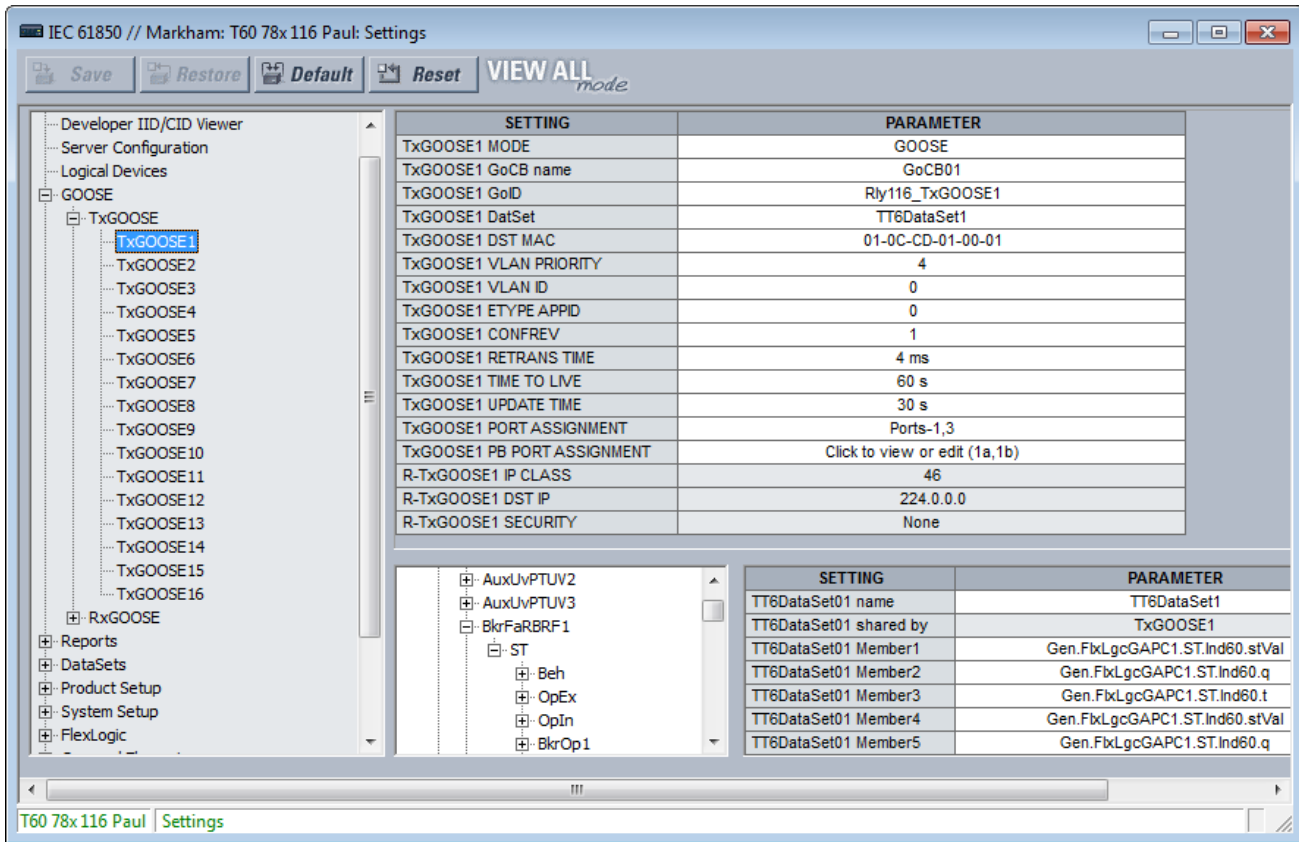 IEC 61850 // Markham: T60 78x 116 Paul: Settings
Save Restore Default Reset VIEW ALL mode
Developer IID/CID Viewer
Server Configuration
Logical Devices
GOOSE
TxGOOSE
TxGOOSE1
TxGOOSE2
TxGOOSE3
TxGOOSE4
TxGOOSE5
TxGOOSE6
TxGOOSE7
TxGOOSE8
TxGOOSE9
TxGOOSE10
TxGOOSE11
TxGOOSE12
TxGOOSE13
TxGOOSE14
TxGOOSE15
TxGOOSE16
RxGOOSE
Reports
DataSets
Product Setup
System Setup
FlexLogic
SETTING PARAMETER
TxGOOSE1 MODE GOOSE
TxGOOSE1 GoCB name GoCB01
TxGOOSE1 GoID Rly116_TxGOOSE1
TxGOOSE1 DatSet TT6DataSet1
TxGOOSE1 DST MAC 01-0C-CD-01-00-01
TxGOOSE1 VLAN PRIORITY 4
TxGOOSE1 VLAN ID 0
TxGOOSE1 ETYPE APPID 0
TxGOOSE1 CONFREV 1
TxGOOSE1 RETRANS TIME 4 ms
TxGOOSE1 TIME TO LIVE 60 s
TxGOOSE1 UPDATE TIME 30 s
TxGOOSE1 PORT ASSIGNMENT Ports-1,3
TxGOOSE1 PB PORT ASSIGNMENT Click to view or edit (1a,1b)
R-TxGOOSE1 IP CLASS 46
R-TxGOOSE1 DST IP 224.0.0.0
R-TxGOOSE1 SECURITY None
AuxUvPTUV2
AuxUvPTUV3
BkrFaRBRF1
ST
Beh
OpEx
OpIn
BkrOp1
SETTING PARAMETER
TT6DataSet01 name TT6DataSet1
TT6DataSet01 shared by TxGOOSE1
TT6DataSet01 Member1 Gen.FlxLgcGAPC1.ST.Ind60.stVal
TT6DataSet01 Member2 Gen.FlxLgcGAPC1.ST.Ind60.q
TT6DataSet01 Member3 Gen.FlxLgcGAPC1.ST.Ind60.t
TT6DataSet01 Member4 Gen.FlxLgcGAPC1.ST.Ind60.stVal
TT6DataSet01 Member5 Gen.FlxLgcGAPC1.ST.Ind60.q
T60 78x 116 Paul Settings